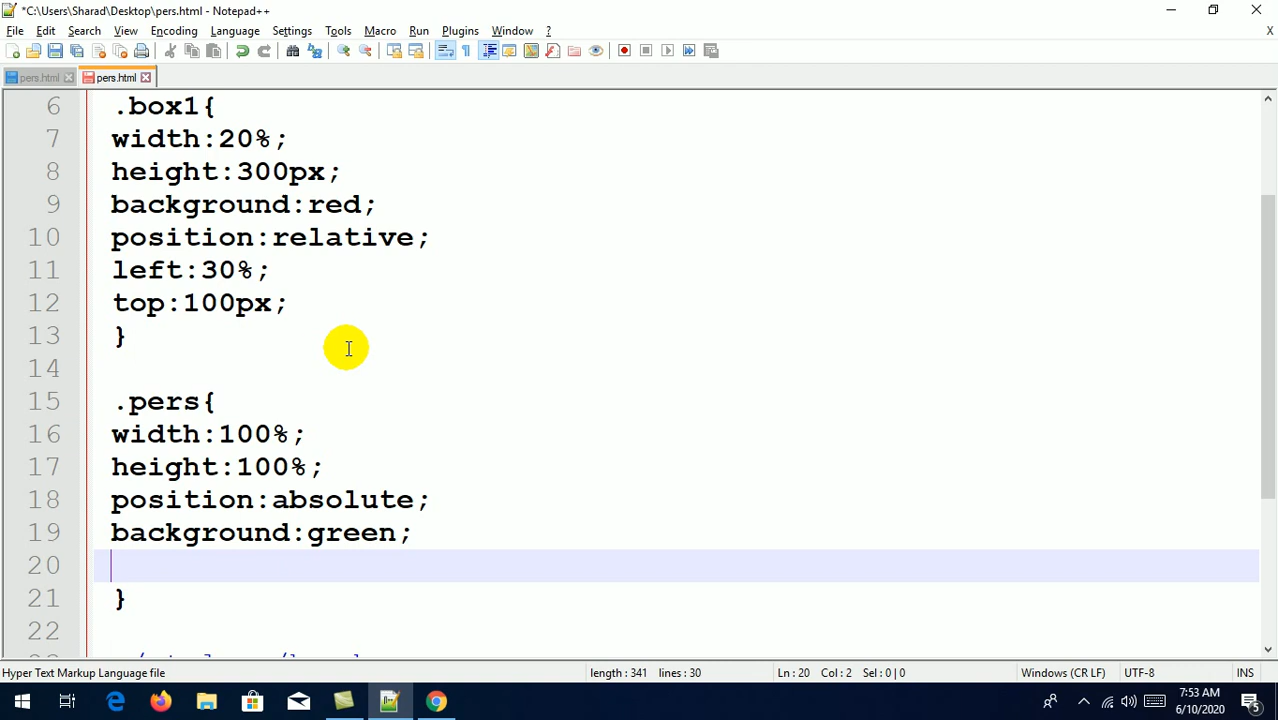 *C:\Users\Sharad\Desktop\pers.html - Notepad++
File Edit Search View Encoding Language Settings Tools Macro Run Plugins Window ? X
pers.html pers.html
6 .box1{
7 width:20%;
8 height:300px;
9 background:red;
10 position:relative;
11 left:30%;
12 top:100px;
13 }
14
15 .pers{
16 width:100%;
17 height:100%;
18 position:absolute;
19 background:green;
20
21 }
22
Hyper Text Markup Language file length : 341 lines : 30 Ln : 20 Col : 2 Sel : 0 | 0 Windows (CR LF) UTF-8 INS
7:53 AM
6/10/2020
5